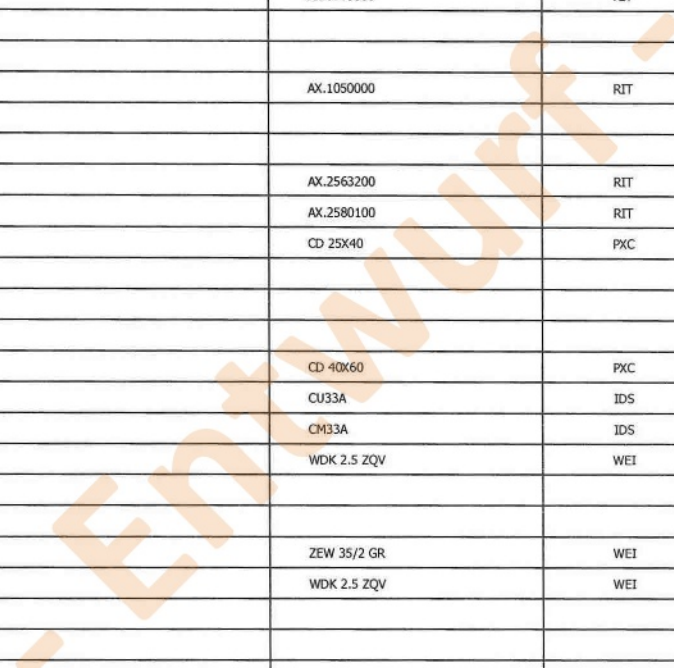 AX.1050000 RIT
AX.2563200 RIT
AX.2580100 RIT
CD 25X40 PXC
CD 40X60 PXC
CU33A IDS
CM33A IDS
WDK 2.5 ZQV WEI
ZEW 35/2 GR WEI
WDK 2.5 ZQV WEI
- Entwurf -